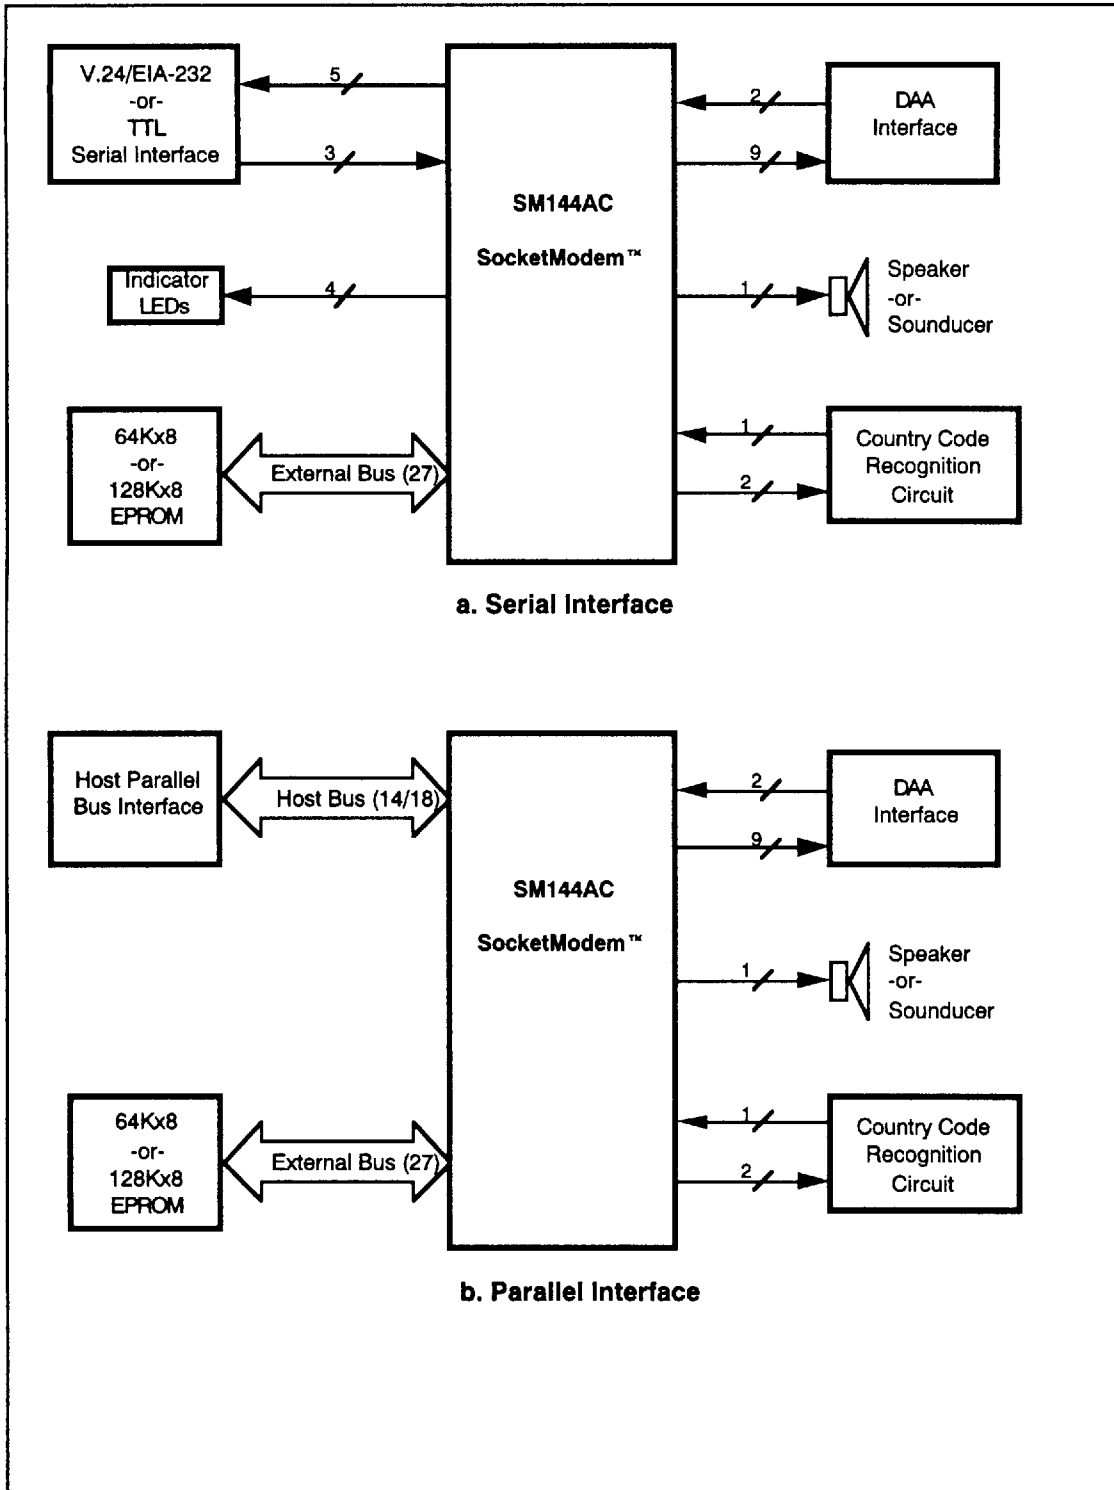 V.24/EIA-232
-or-
TTL
Serial Interface
5
3
SM144AC
SocketModem™
2
9
DAA
Interface
Indicator
LEDs
4
1
Speaker
-or-
Sounducer
64Kx8
-or-
128Kx8
EPROM
External Bus (27)
1
2
Country Code
Recognition
Circuit
a. Serial Interface
Host Parallel
Bus Interface
Host Bus (14/18)
SM144AC
SocketModem™
2
9
DAA
Interface
1
Speaker
-or-
Sounducer
64Kx8
-or-
128Kx8
EPROM
External Bus (27)
1
2
Country Code
Recognition
Circuit
b. Parallel Interface